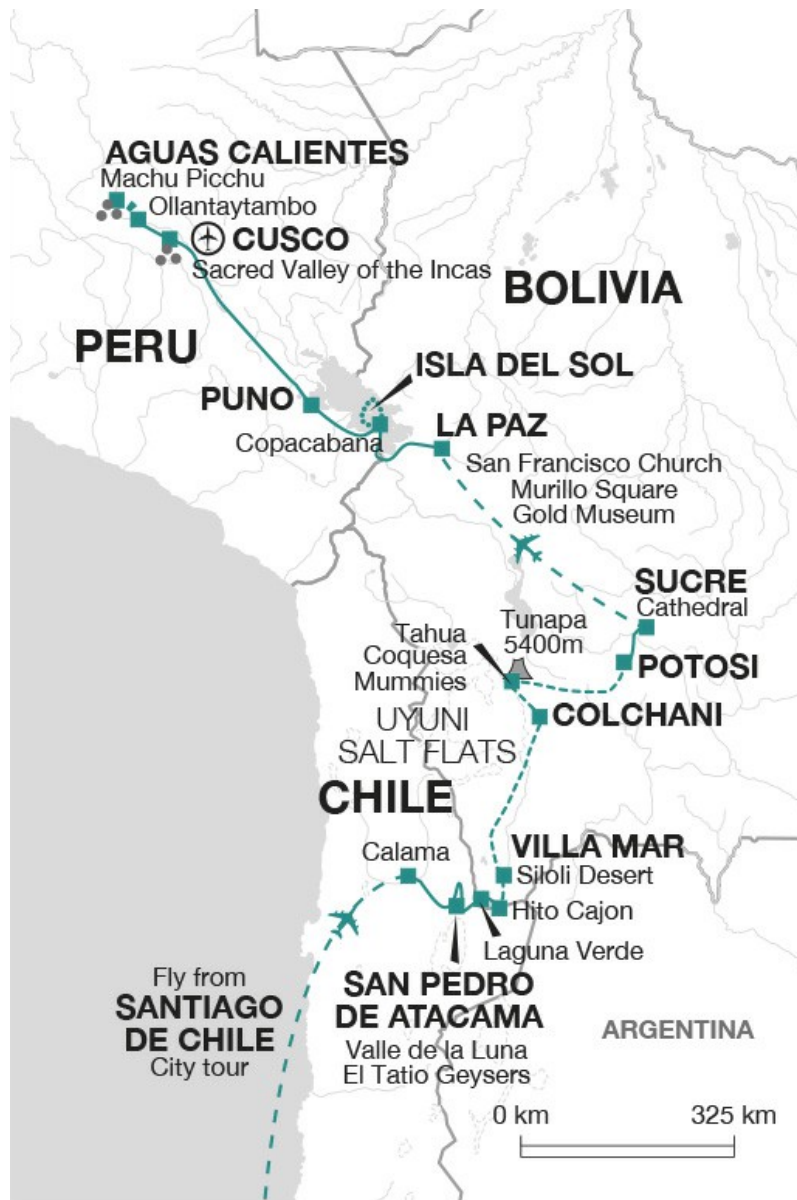 AGUAS CALIENTES
Machu Picchu
Ollantaytambo
CUSCO
Sacred Valley of the Incas
BOLIVIA
PERU
ISLA DEL SOL
PUNO
Copacabana
LA PAZ
San Francisco Church
Murillo Square
Gold Museum
SUCRE
Cathedral
Tunapa
5400m
Tahua
Coquesa
Mummies
POTOSI
UYUNI
SALT FLATS
COLCHANI
CHILE
Calama
VILLA MAR
Siloli Desert
Hito Cajon
Laguna Verde
Fly from
SANTIAGO
DE CHILE
City tour
SAN PEDRO
DE ATACAMA
Valle de la Luna
El Tatio Geysers
ARGENTINA
0 km
325 km